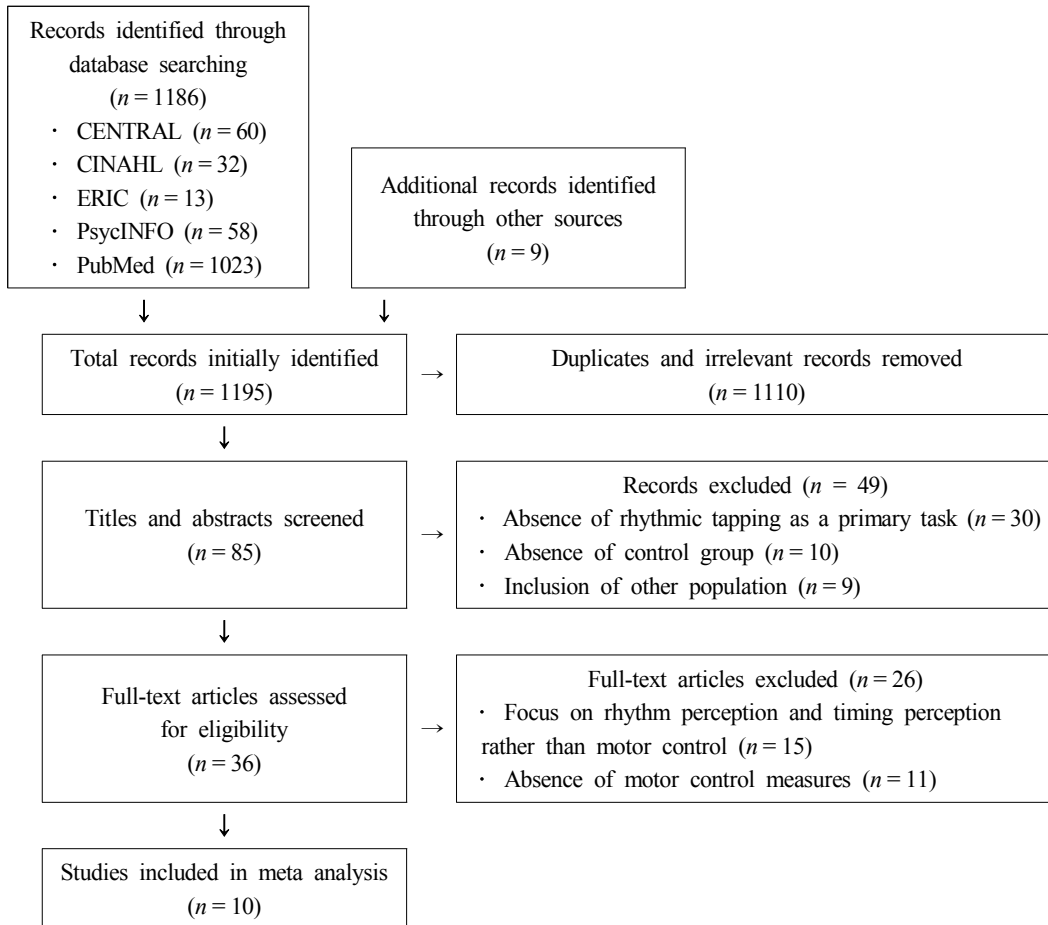 Records identified through
database searching
(n = 1186)
· CENTRAL (n = 60)
· CINAHL (n = 32)
· ERIC (n = 13)
· PsycINFO (n = 58)
· PubMed (n = 1023)
Additional records identified
through other sources
(n = 9)
↓ ↓
Total records initially identified
(n = 1195)
→
Duplicates and irrelevant records removed
(n = 1110)
↓
Titles and abstracts screened
(n = 85)
→
Records excluded (n = 49)
· Absence of rhythmic tapping as a primary task (n = 30)
· Absence of control group (n = 10)
· Inclusion of other population (n = 9)
↓
Full-text articles assessed
for eligibility
(n = 36)
→
Full-text articles excluded (n = 26)
· Focus on rhythm perception and timing perception
rather than motor control (n = 15)
· Absence of motor control measures (n = 11)
↓
Studies included in meta analysis
(n = 10)